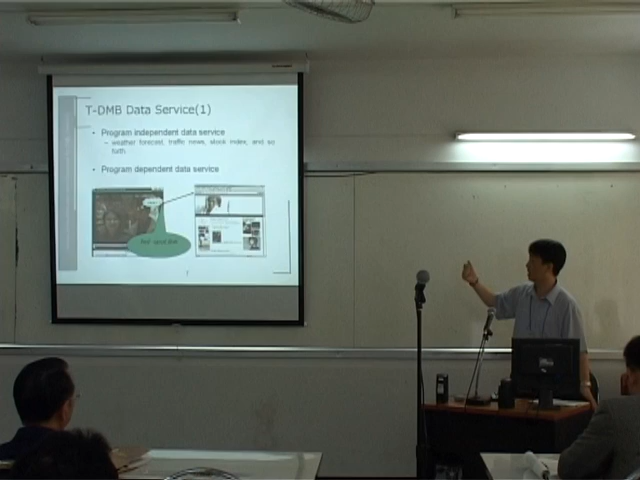 T-DMB Data Service(1)
• Program independent data service
– weather forecast, traffic news, stock index, and so
forth
• Program dependent data service